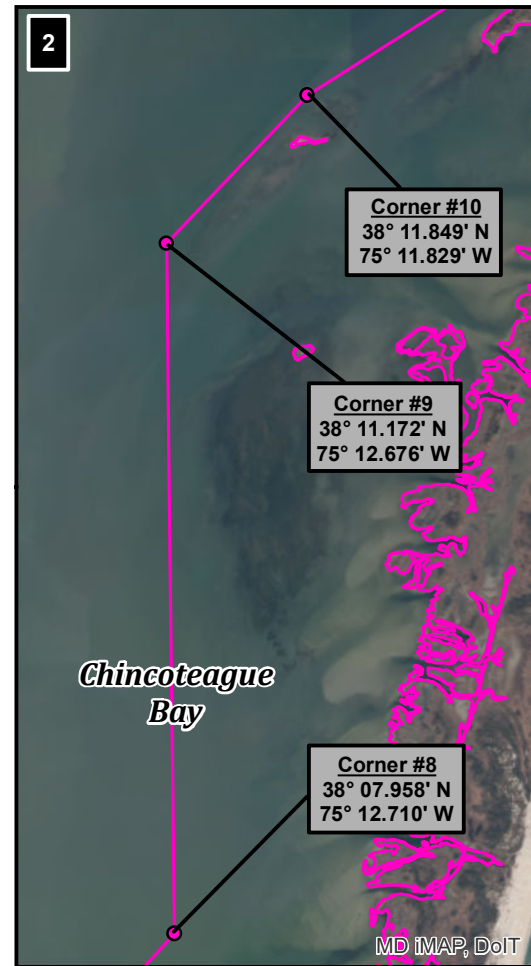 2
Corner #10
38° 11.849' N
75° 11.829' W
Corner #9
38° 11.172' N
75° 12.676' W
Chincoteague
Bay
Corner #8
38° 07.958' N
75° 12.710' W
MD iMAP, DoIT